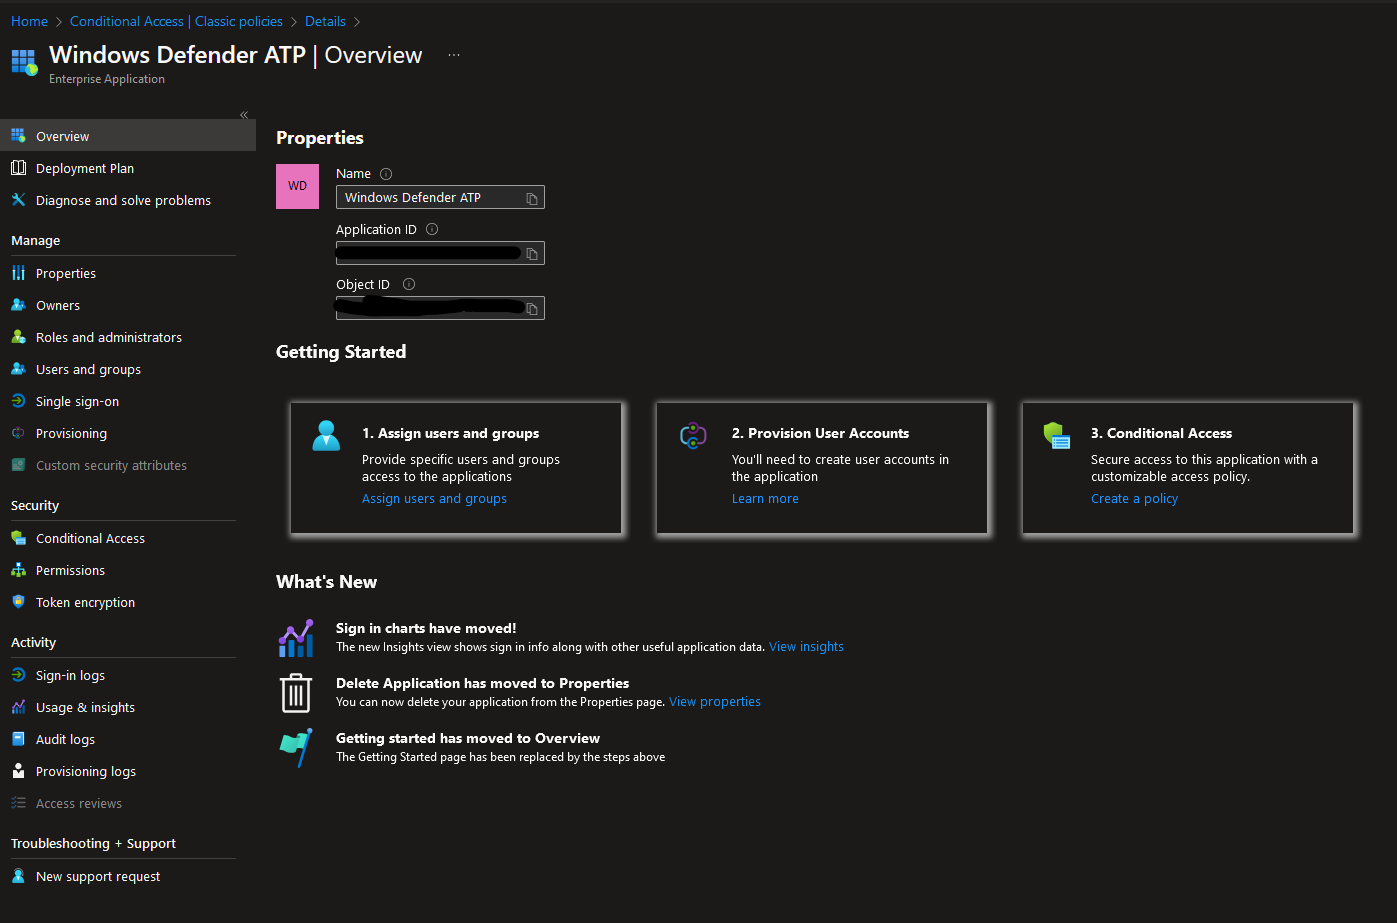 Home > Conditional Access | Classic policies > Details >
Windows Defender ATP | Overview ...
Enterprise Application
«
Overview
Deployment Plan
Diagnose and solve problems
Manage
Properties
Owners
Roles and administrators
Users and groups
Single sign-on
Provisioning
Custom security attributes
Security
Conditional Access
Permissions
Token encryption
Activity
Sign-in logs
Usage & insights
Audit logs
Provisioning logs
Access reviews
Troubleshooting + Support
New support request
Properties
WD
Name
Windows Defender ATP
Application ID
Object ID
Getting Started
1. Assign users and groups
Provide specific users and groups
access to the applications
Assign users and groups
2. Provision User Accounts
You'll need to create user accounts in
the application
Learn more
3. Conditional Access
Secure access to this application with a
customizable access policy.
Create a policy
What's New
Sign in charts have moved!
The new Insights view shows sign in info along with other useful application data. View insights
Delete Application has moved to Properties
You can now delete your application from the Properties page. View properties
Getting started has moved to Overview
The Getting Started page has been replaced by the steps above